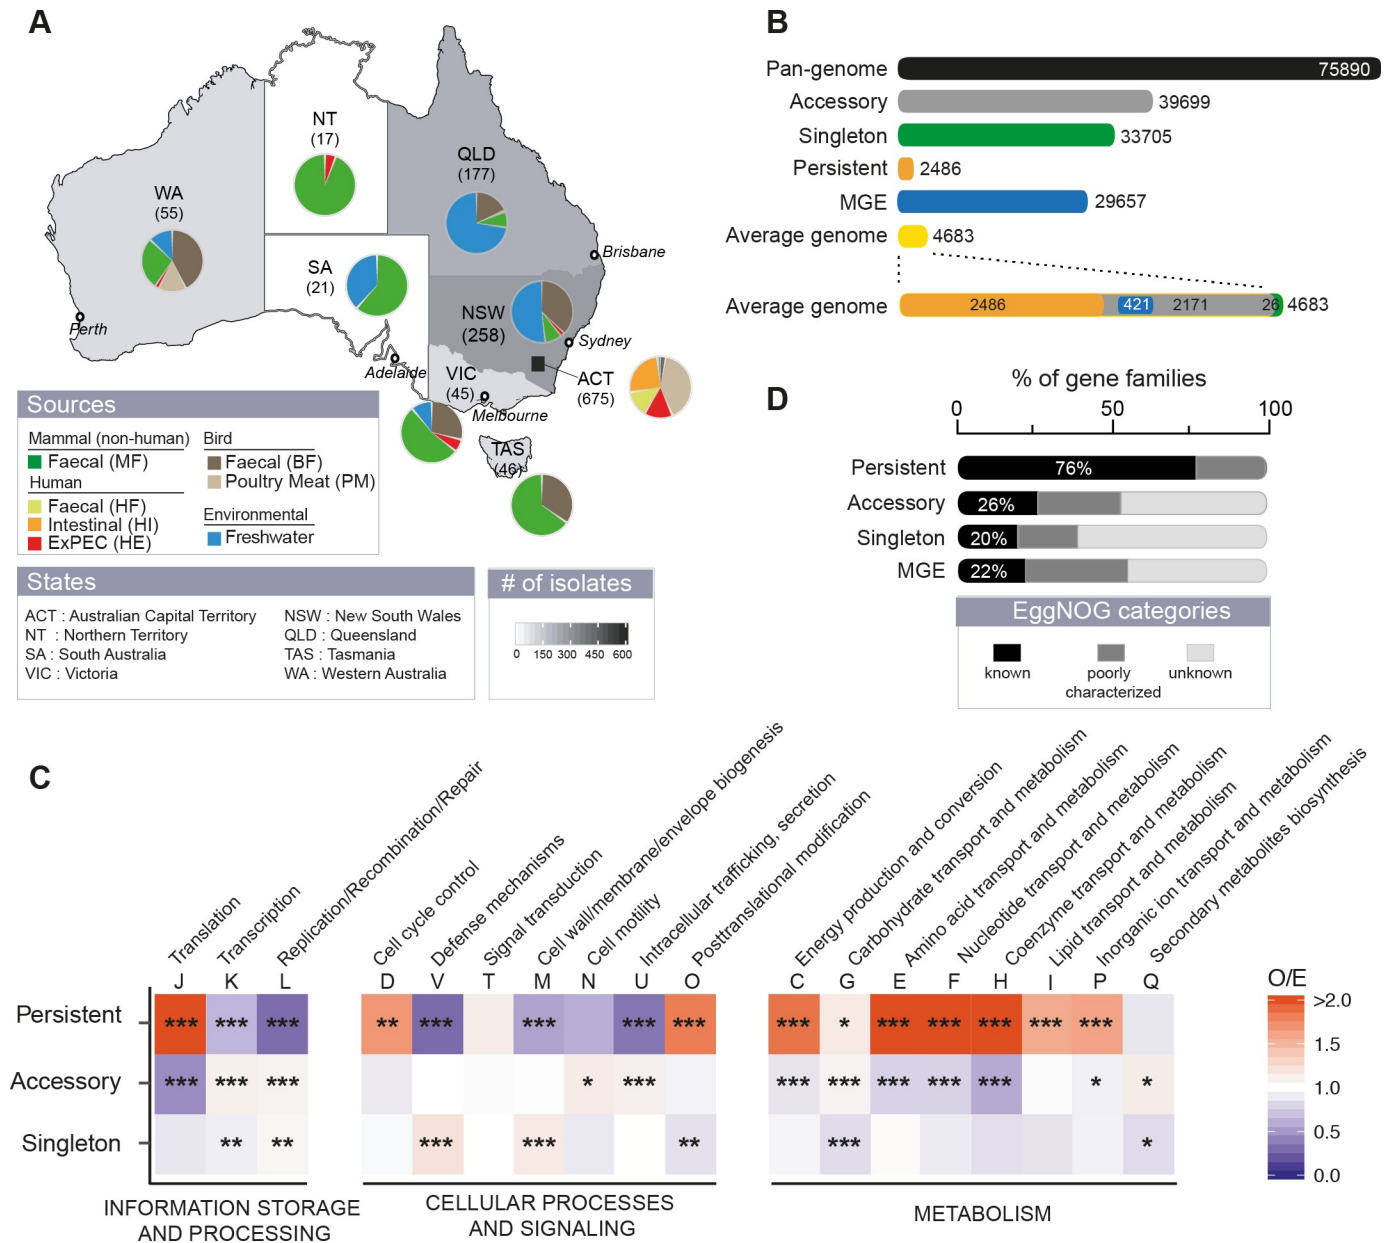 A
NT
(17)
QLD
(177)
WA
(55)
SA
(21)
NSW
(258)
Brisbane
Sydney
Perth
Adelaide
VIC
(45)
Melbourne
ACT
(675)
TAS
(46)
Sources
Mammal (non-human)
Faecal (MF)
Human
Faecal (HF)
Intestinal (HI)
ExPEC (HE)
Bird
Faecal (BF)
Poultry Meat (PM)
Environmental
Freshwater
States
ACT : Australian Capital Territory
NT : Northern Territory
SA : South Australia
VIC : Victoria
NSW : New South Wales
QLD : Queensland
TAS : Tasmania
WA : Western Australia
# of isolates
0 150 300 450 600
B
Pan-genome 75890
Accessory 39699
Singleton 33705
Persistent 2486
MGE 29657
Average genome 4683
Average genome 2486 421 2171 26 4683
D
% of gene families
0 50 100
Persistent 76%
Accessory 26%
Singleton 20%
MGE 22%
EggNOG categories
known
poorly
characterized
unknown
C
Translation
Transcription
Replication/Recombination/Repair
Cell cycle control
Defense mechanisms
Signal transduction
Cell wall/membrane/envelope biogenesis
Cell motility
Intracellular trafficking, secretion
Posttranslational modification
Energy production and conversion
Carbohydrate transport and metabolism
Amino acid transport and metabolism
Nucleotide transport and metabolism
Coenzyme transport and metabolism
Lipid transport and metabolism
Inorganic ion transport and metabolism
Secondary metabolites biosynthesis
J K L D V T M N U O C G E F H I P Q
Persistent *** *** *** ** *** *** *** *** *** * *** *** *** *** ***
Accessory *** *** *** * *** *** *** *** *** *** * *
Singleton ** ** *** *** ** *** *
INFORMATION STORAGE
AND PROCESSING
CELLULAR PROCESSES
AND SIGNALING
METABOLISM
O/E
>2.0
1.5
1.0
0.5
0.0